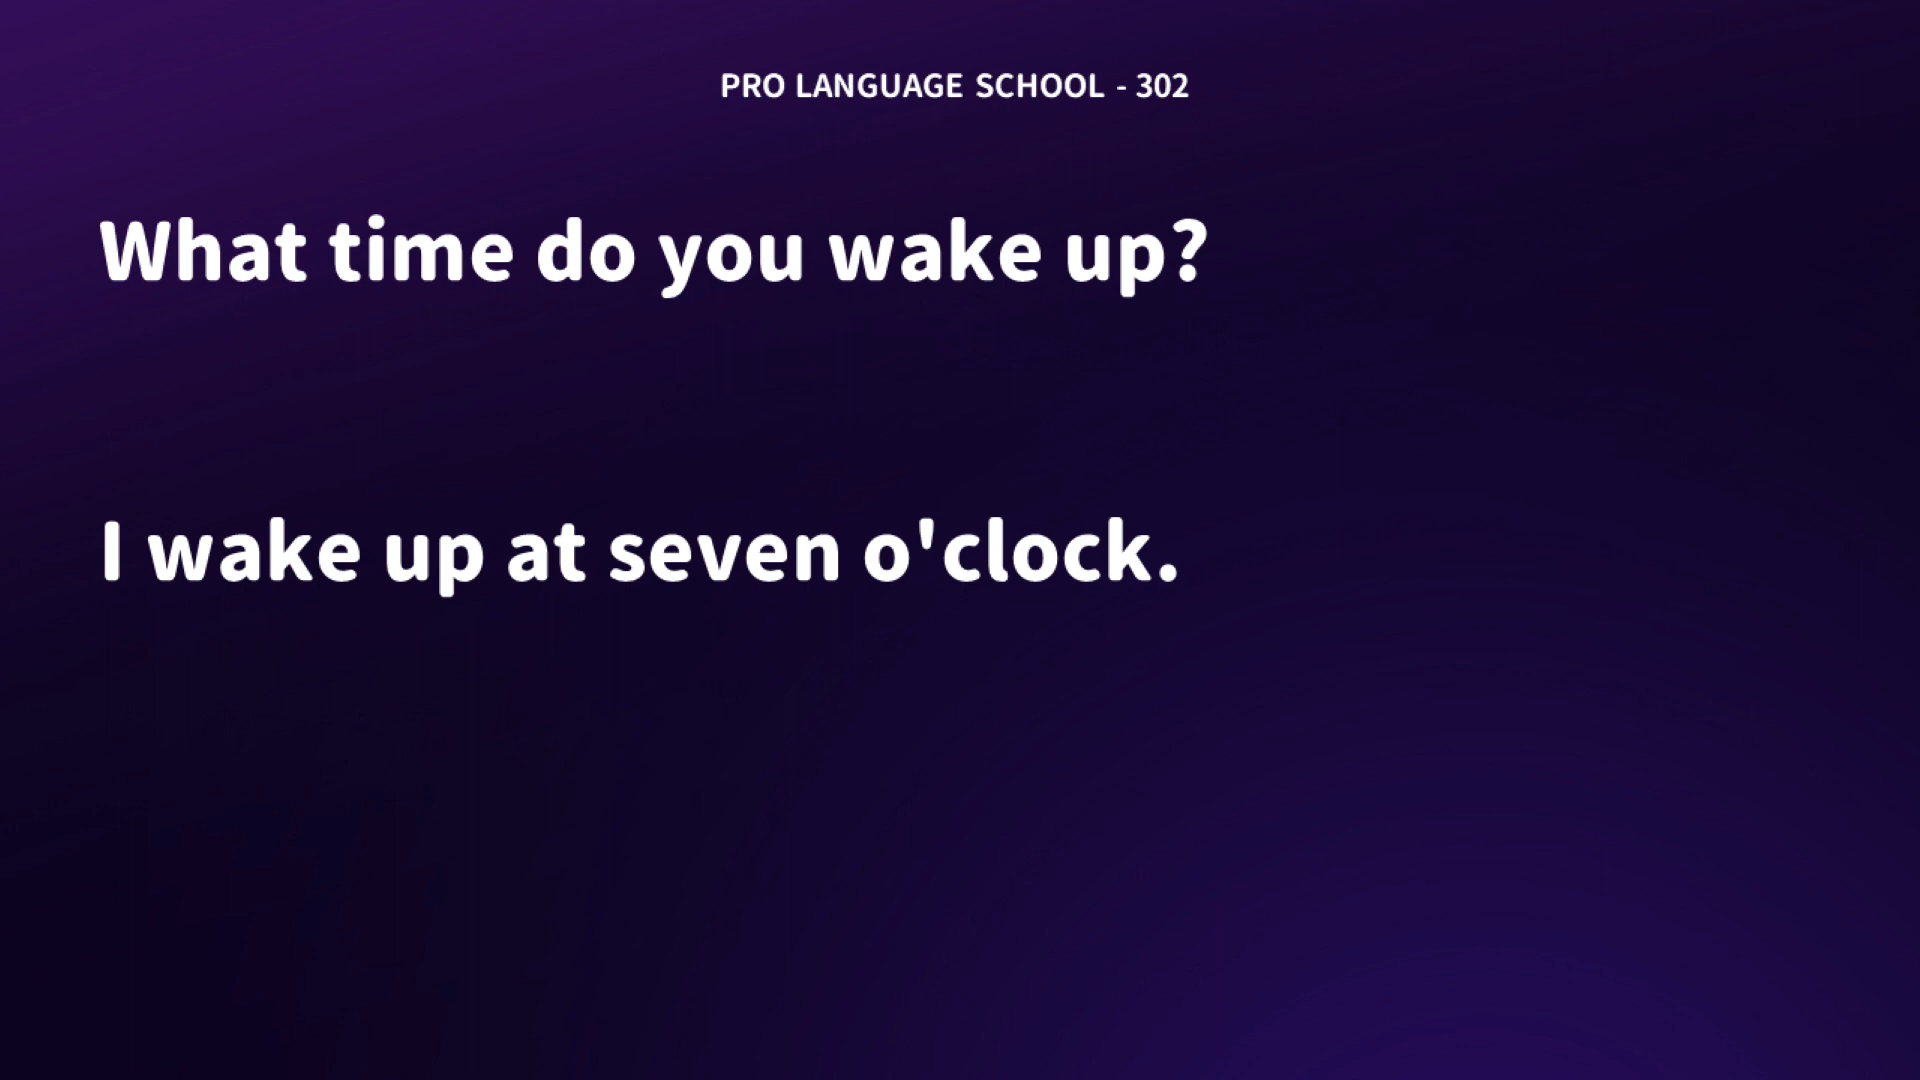 PRO LANGUAGE SCHOOL - 302
What time do you wake up?
I wake up at seven o'clock.